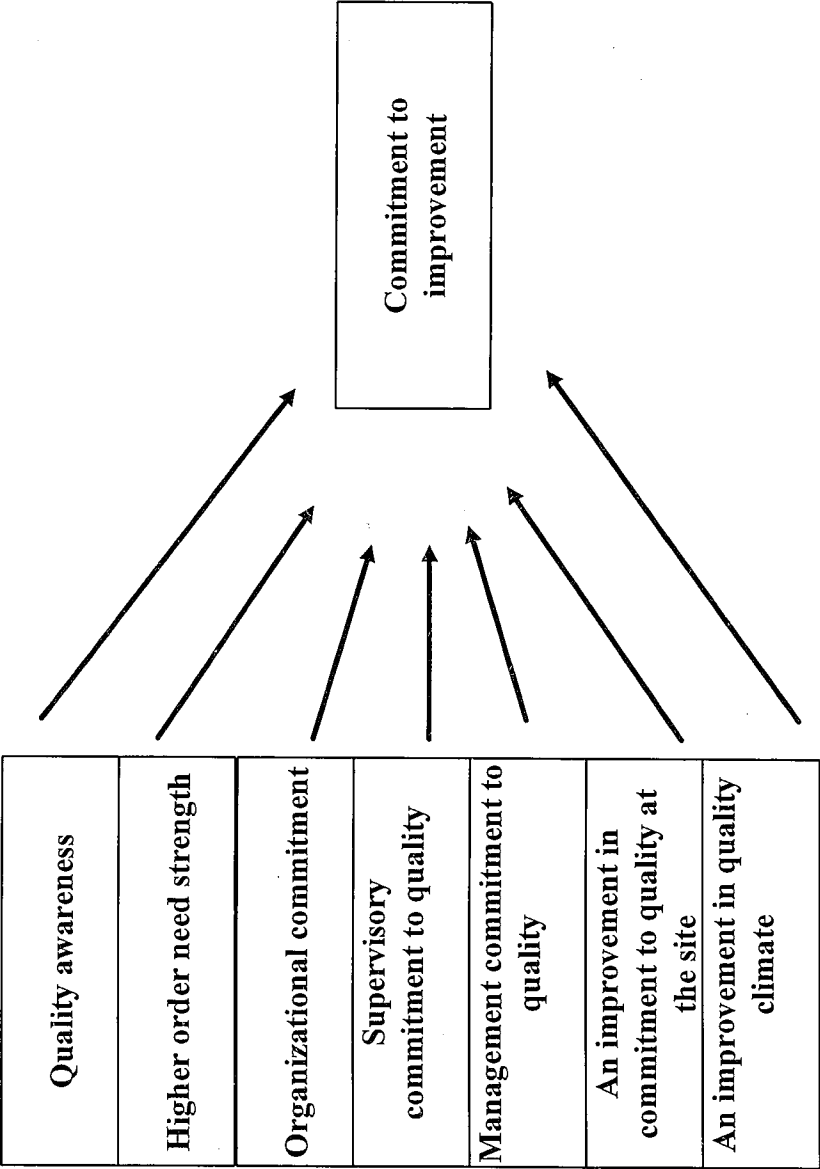 Quality awareness
Higher order need strength
Organizational commitment
Supervisory
commitment to quality
Management commitment to
quality
An improvement in
commitment to quality at
the site
An improvement in quality
climate
Commitment to
improvement